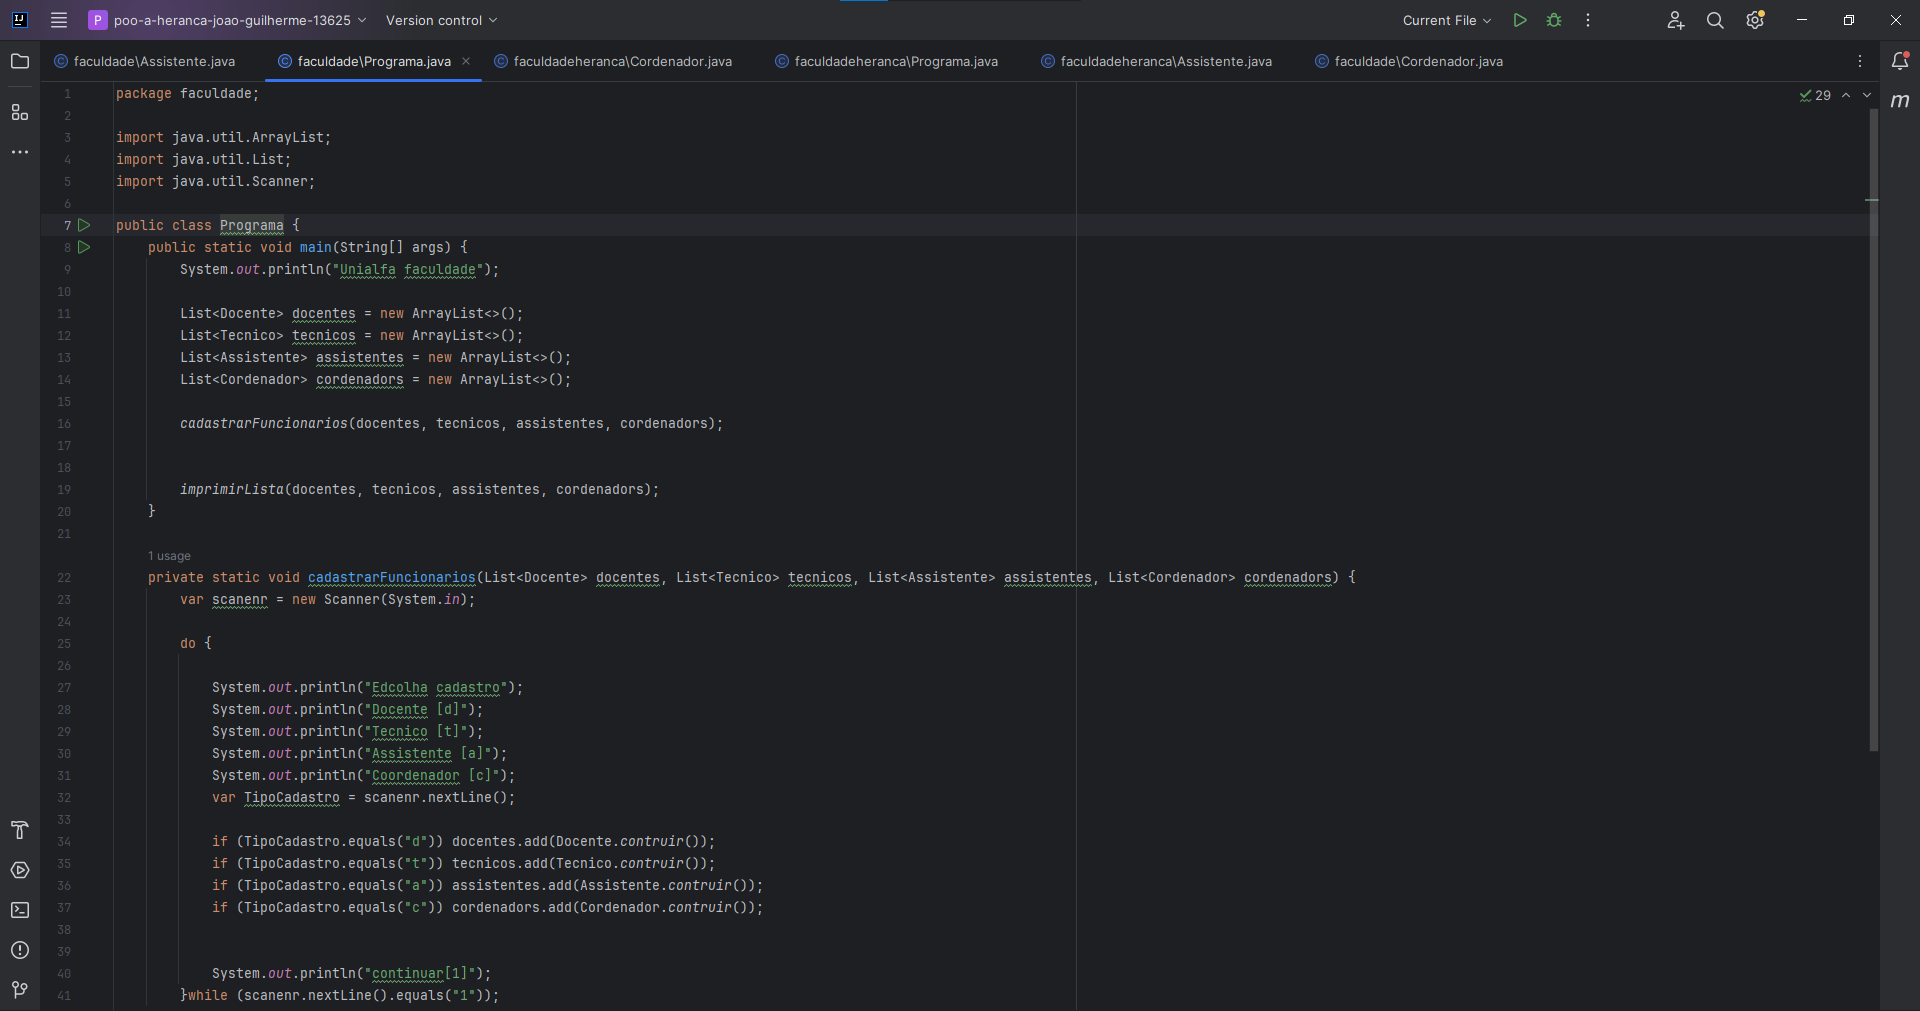 IJ P poo-a-heranca-joao-guilherme-13625 Version control Current File
faculdade\Assistente.java faculdade\Programa.java faculdadeheranca\Cordenador.java faculdadeheranca\Programa.java faculdadeheranca\Assistente.java faculdade\Cordenador.java
29
m
1 package faculdade;
2
3 import java.util.ArrayList;
4 import java.util.List;
5 import java.util.Scanner;
6
7 public class Programa {
8 public static void main(String[] args) {
9 System.out.println("Unialfa faculdade");
10
11 List<Docente> docentes = new ArrayList<>();
12 List<Tecnico> tecnicos = new ArrayList<>();
13 List<Assistente> assistentes = new ArrayList<>();
14 List<Cordenador> cordenadors = new ArrayList<>();
15
16 cadastrarFuncionarios(docentes, tecnicos, assistentes, cordenadors);
17
18
19 imprimirLista(docentes, tecnicos, assistentes, cordenadors);
20 }
21
1 usage
22 private static void cadastrarFuncionarios(List<Docente> docentes, List<Tecnico> tecnicos, List<Assistente> assistentes, List<Cordenador> cordenadors) {
23 var scanenr = new Scanner(System.in);
24
25 do {
26
27 System.out.println("Edcolha cadastro");
28 System.out.println("Docente [d]");
29 System.out.println("Tecnico [t]");
30 System.out.println("Assistente [a]");
31 System.out.println("Coordenador [c]");
32 var TipoCadastro = scanenr.nextLine();
33
34 if (TipoCadastro.equals("d")) docentes.add(Docente.contruir());
35 if (TipoCadastro.equals("t")) tecnicos.add(Tecnico.contruir());
36 if (TipoCadastro.equals("a")) assistentes.add(Assistente.contruir());
37 if (TipoCadastro.equals("c")) cordenadors.add(Cordenador.contruir());
38
39
40 System.out.println("continuar[1]");
41 }while (scanenr.nextLine().equals("1"));